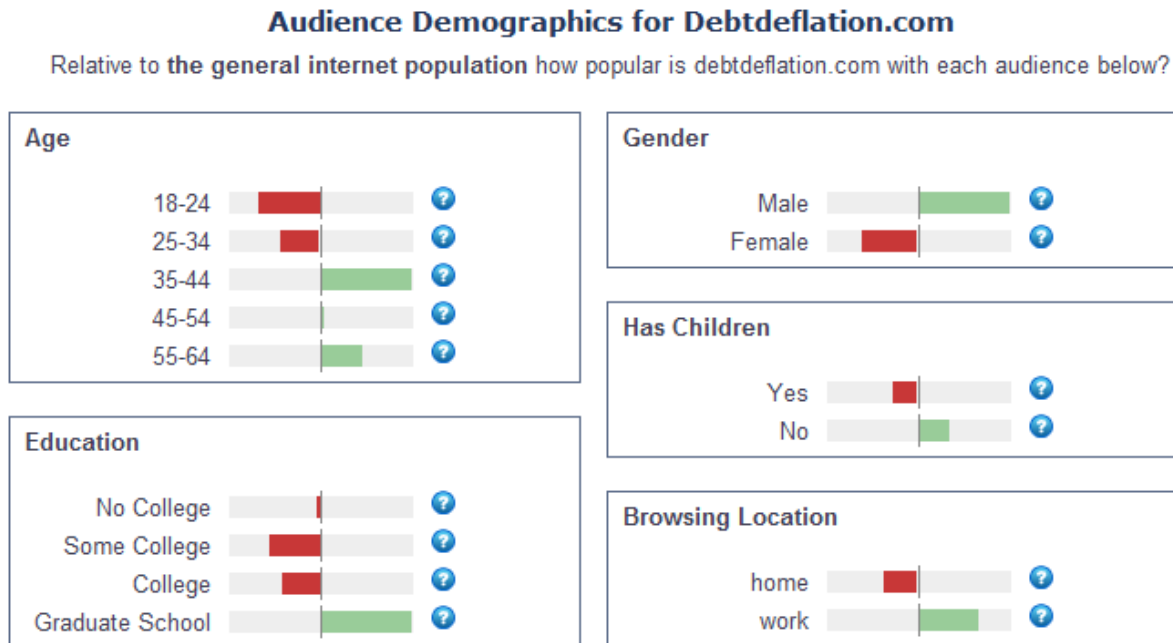 Audience Demographics for Debtdeflation.com
Relative to the general internet population how popular is debtdeflation.com with each audience below?
Age
18-24 ?
25-34 ?
35-44 ?
45-54 ?
55-64 ?
Education
No College ?
Some College ?
College ?
Graduate School ?
Gender
Male ?
Female ?
Has Children
Yes ?
No ?
Browsing Location
home ?
work ?